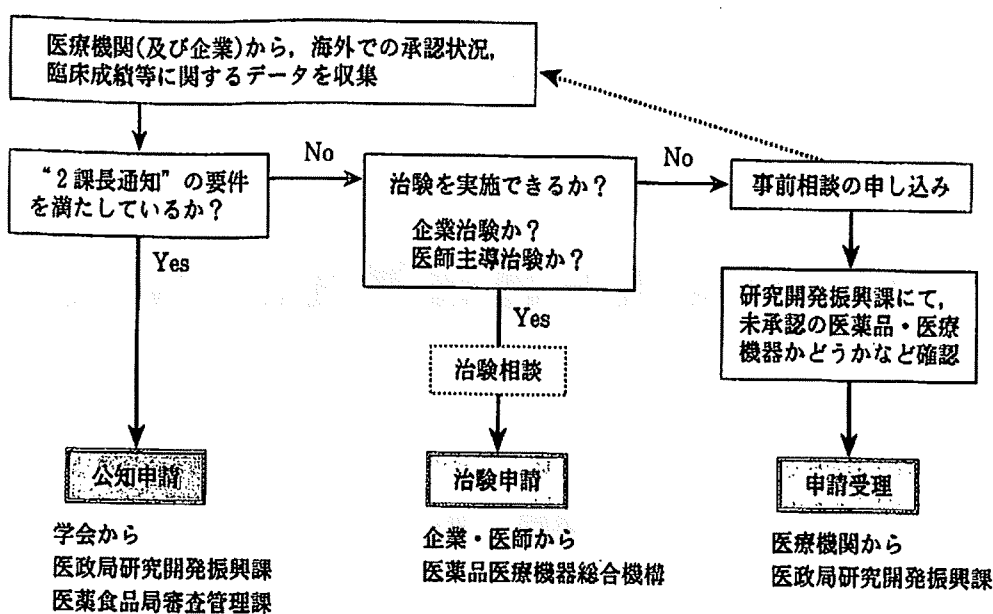 医療機関(及び企業)から，海外での承認状況，
臨床成績等に関するデータを収集
“2課長通知”の要件
を満たしているか？
No
治験を実施できるか？
企業治験か？
医師主導治験か？
No
事前相談の申し込み
Yes
Yes
研究開発振興課にて，
未承認の医薬品・医療
機器かどうかなど確認
治験相談
公知申請
治験申請
申請受理
学会から
医政局研究開発振興課
医薬食品局審査管理課
企業・医師から
医薬品医療機器総合機構
医療機関から
医政局研究開発振興課